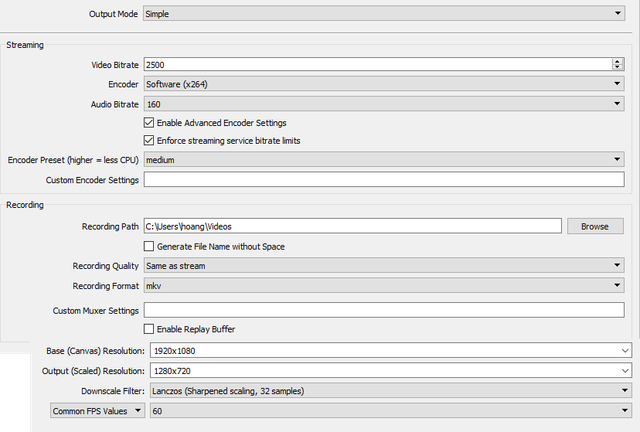 Output Mode Simple
Streaming
Video Bitrate 2500
Encoder Software (x264)
Audio Bitrate 160
Enable Advanced Encoder Settings
Enforce streaming service bitrate limits
Encoder Preset (higher = less CPU) medium
Custom Encoder Settings
Recording
Recording Path C:\Users\hoang\Videos Browse
Generate File Name without Space
Recording Quality Same as stream
Recording Format mkv
Custom Muxer Settings
Enable Replay Buffer
Base (Canvas) Resolution: 1920x1080
Output (Scaled) Resolution: 1280x720
Downscale Filter: Lanczos (Sharpened scaling, 32 samples)
Common FPS Values 60